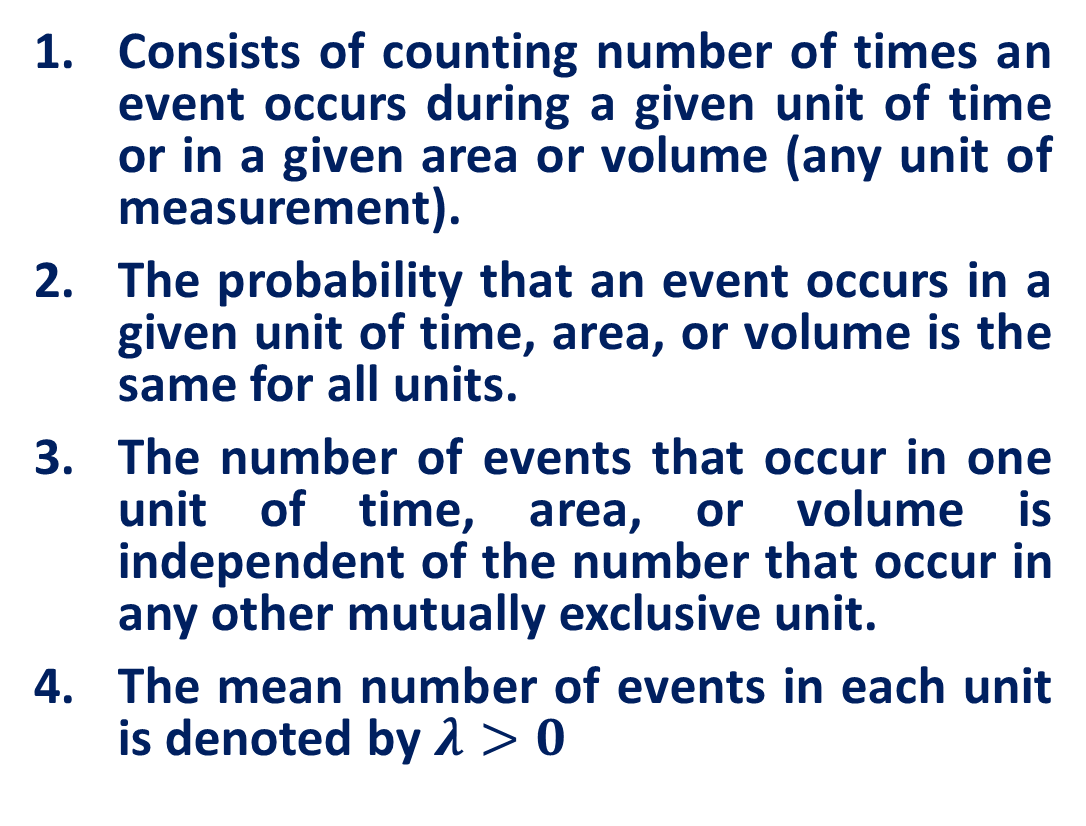 1. Consists of counting number of times an
event occurs during a given unit of time
or in a given area or volume (any unit of
measurement).
2. The probability that an event occurs in a
given unit of time, area, or volume is the
same for all units.
3. The number of events that occur in one
unit of time, area, or volume is
independent of the number that occur in
any other mutually exclusive unit.
4. The mean number of events in each unit
is denoted by 𝝀 > 𝟎